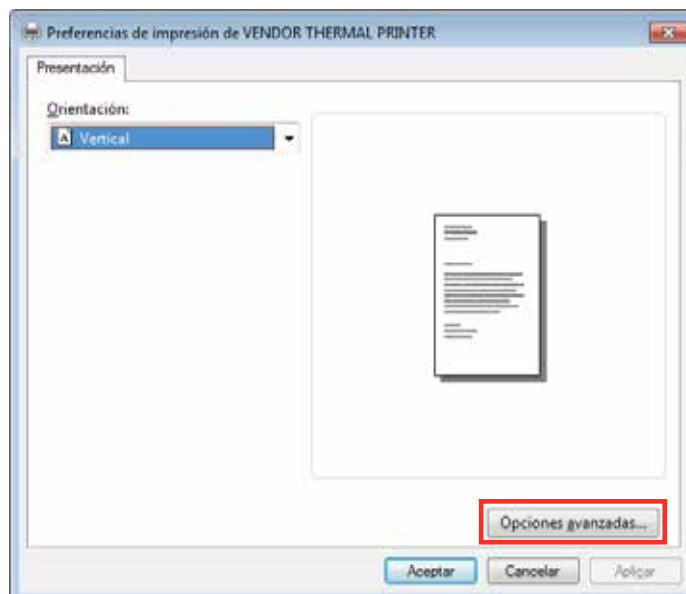 Preferencias de impresión de VENDOR THERMAL PRINTER
Presentación
Orientación:
A Vertical
Opciones avanzadas...
Aceptar
Cancelar
Aplicar